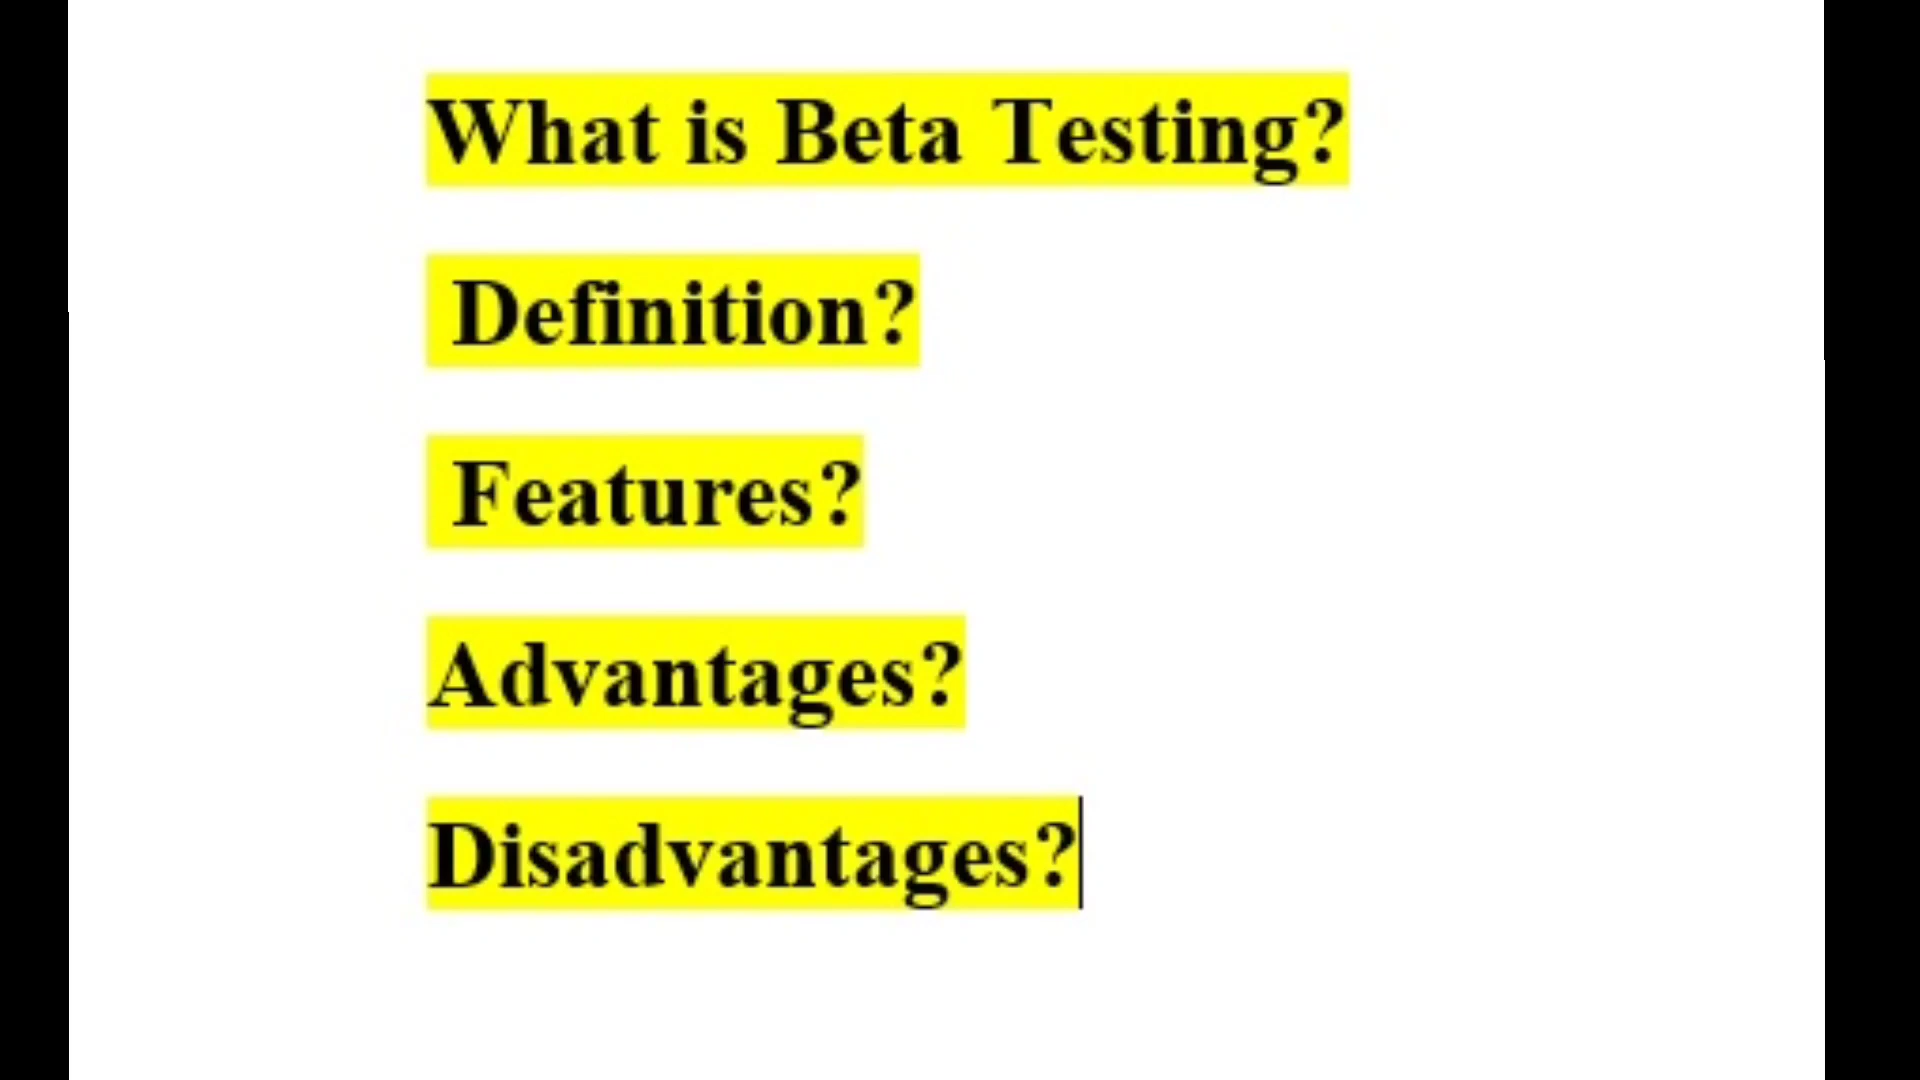 What is Beta Testing?
Definition?
Features?
Advantages?
Disadvantages?